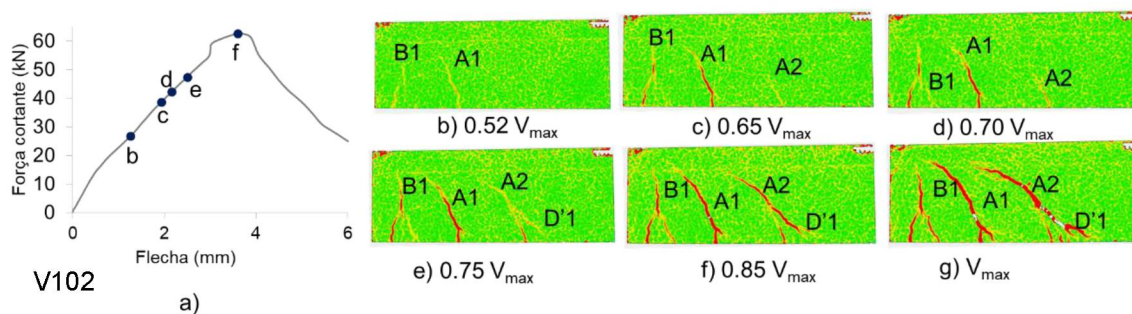 60
50
40
30
20
10
0
Força cortante (kN)
b
c
d
e
f
0 2 4 6
Flecha (mm)
V102
a)
B1 A1
b) 0.52 Vmax
B1 A1 A2
c) 0.65 Vmax
A1 B1 A2
d) 0.70 Vmax
B1 A1 A2 D'1
e) 0.75 Vmax
B1 A1 A2 D'1
f) 0.85 Vmax
B1 A1 A2 D'1
g) Vmax